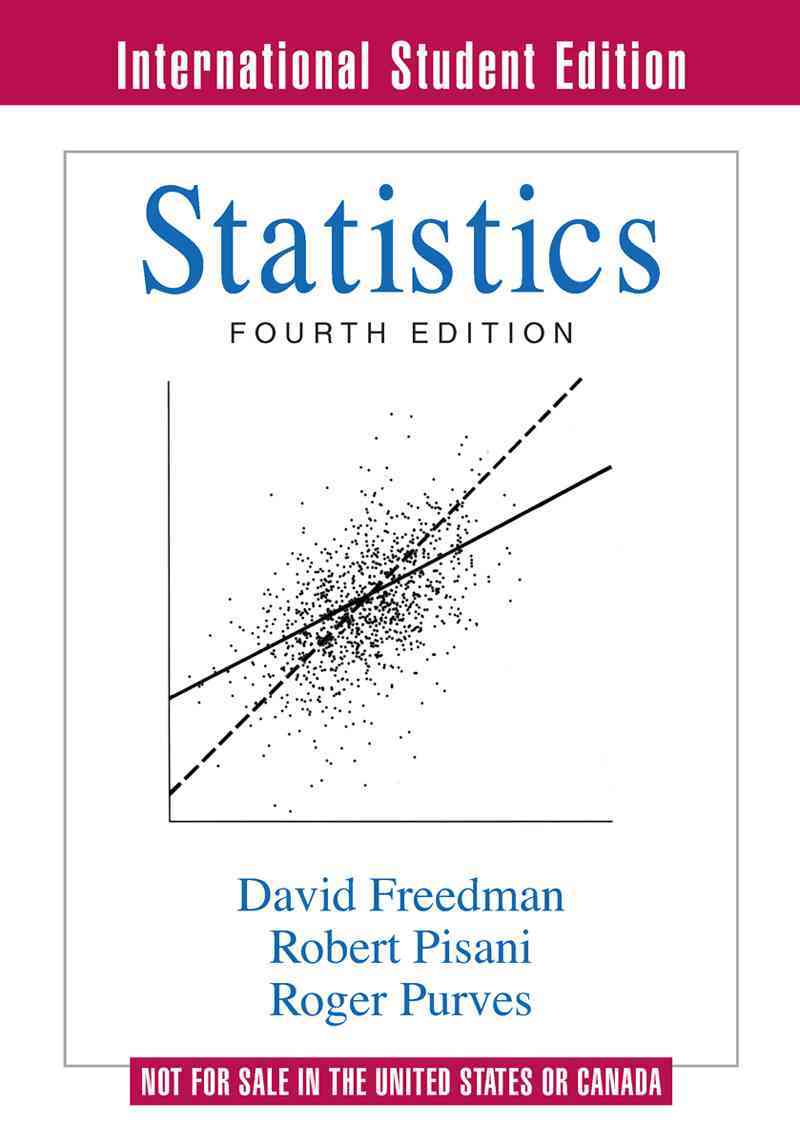 International Student Edition
Statistics
FOURTH EDITION
David Freedman
Robert Pisani
Roger Purves
NOT FOR SALE IN THE UNITED STATES OR CANADA